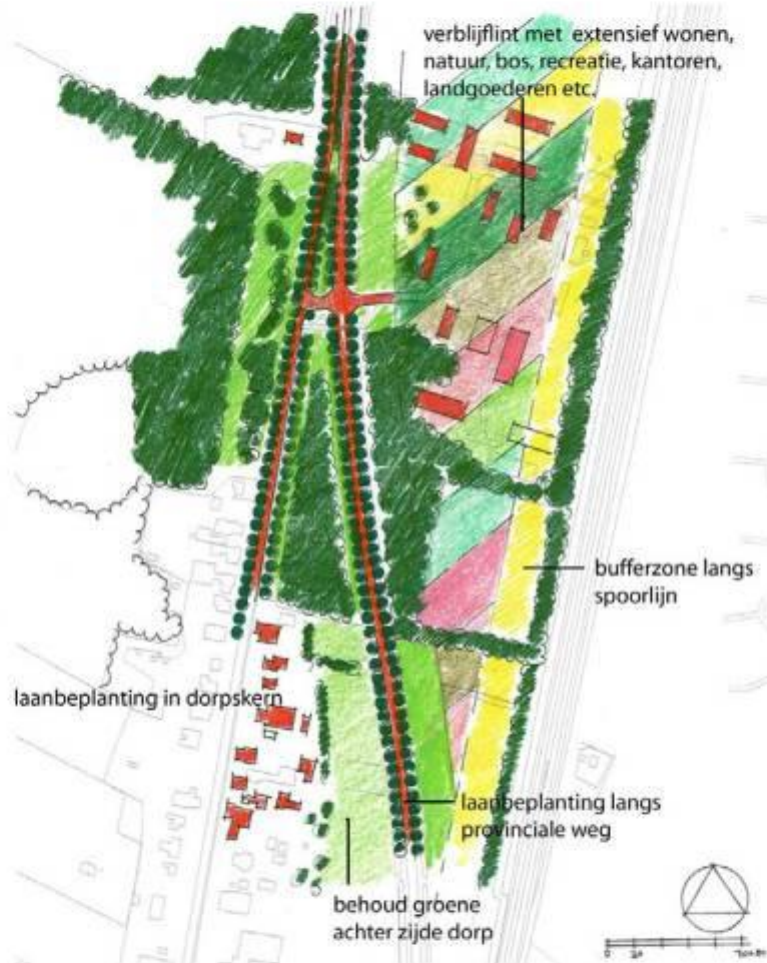 verblijflint met extensief wonen,
natuur, bos, recreatie, kantoren,
landgoederen etc.
bufferzone langs
spoorlijn
laanbeplanting in dorpskern
laanbeplanting langs
provinciale weg
behoud groene
achter zijde dorp
0